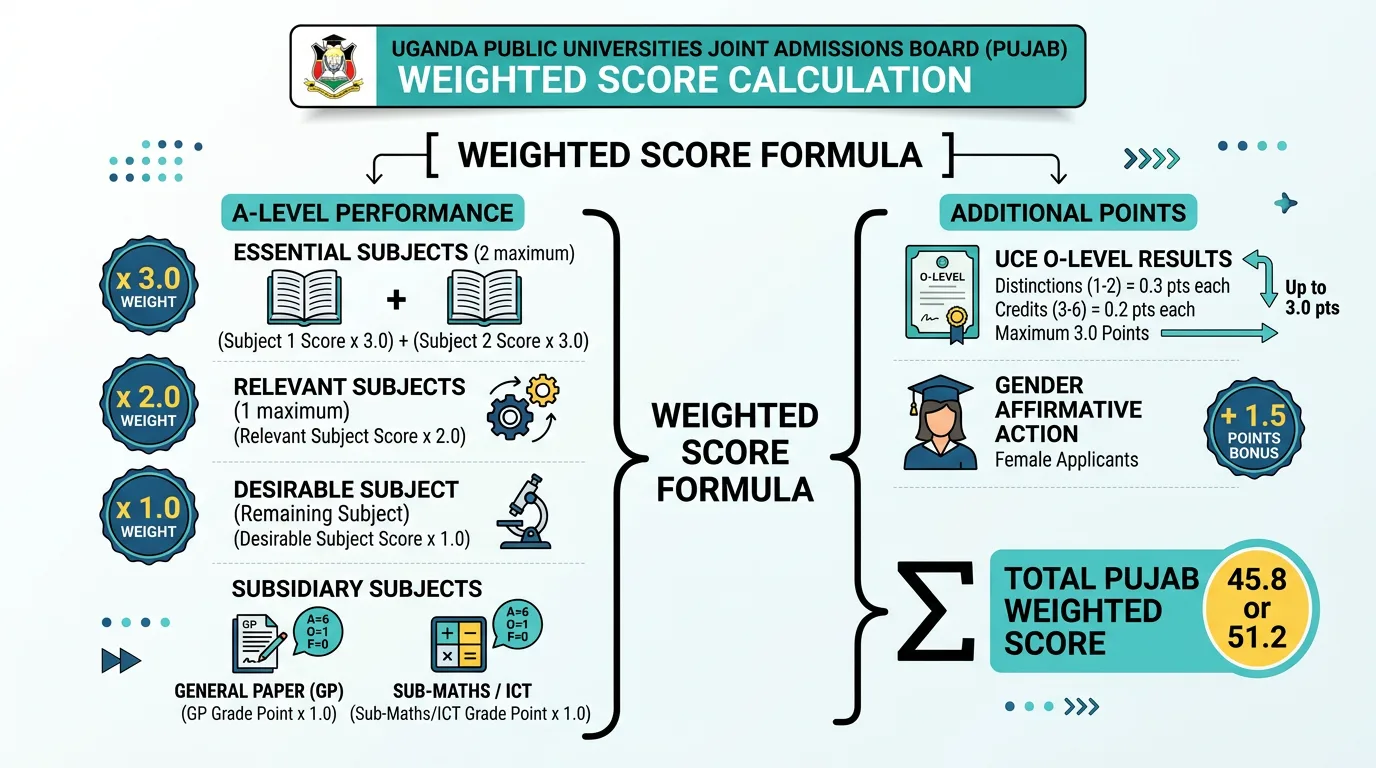 UGANDA PUBLIC UNIVERSITIES JOINT ADMISSIONS BOARD (PUJAB)
WEIGHTED SCORE CALCULATION
[ WEIGHTED SCORE FORMULA ]
A-LEVEL PERFORMANCE
x 3.0
WEIGHT
ESSENTIAL SUBJECTS (2 maximum)
+
(Subject 1 Score x 3.0) + (Subject 2 Score x 3.0)
x 2.0
WEIGHT
RELEVANT SUBJECTS
(1 maximum)
(Relevant Subject Score x 2.0)
x 1.0
WEIGHT
DESIRABLE SUBJECT
(Remaining Subject)
(Desirable Subject Score x 1.0)
SUBSIDIARY SUBJECTS
GP
A=6
O=1
F=0
GENERAL PAPER (GP)
(GP Grade Point x 1.0)
+ −
× =
A=6
O=1
F=0
SUB-MATHS / ICT
(Sub-Maths/ICT Grade Point x 1.0)
WEIGHTED
SCORE
FORMULA
ADDITIONAL POINTS
O-LEVEL
UCE O-LEVEL RESULTS
Distinctions (1-2) = 0.3 pts each
Credits (3-6) = 0.2 pts each
Maximum 3.0 Points
Up to
3.0 pts
GENDER
AFFIRMATIVE
ACTION
Female Applicants
+ 1.5
POINTS
BONUS
Σ
TOTAL PUJAB
WEIGHTED
SCORE
45.8
or
51.2